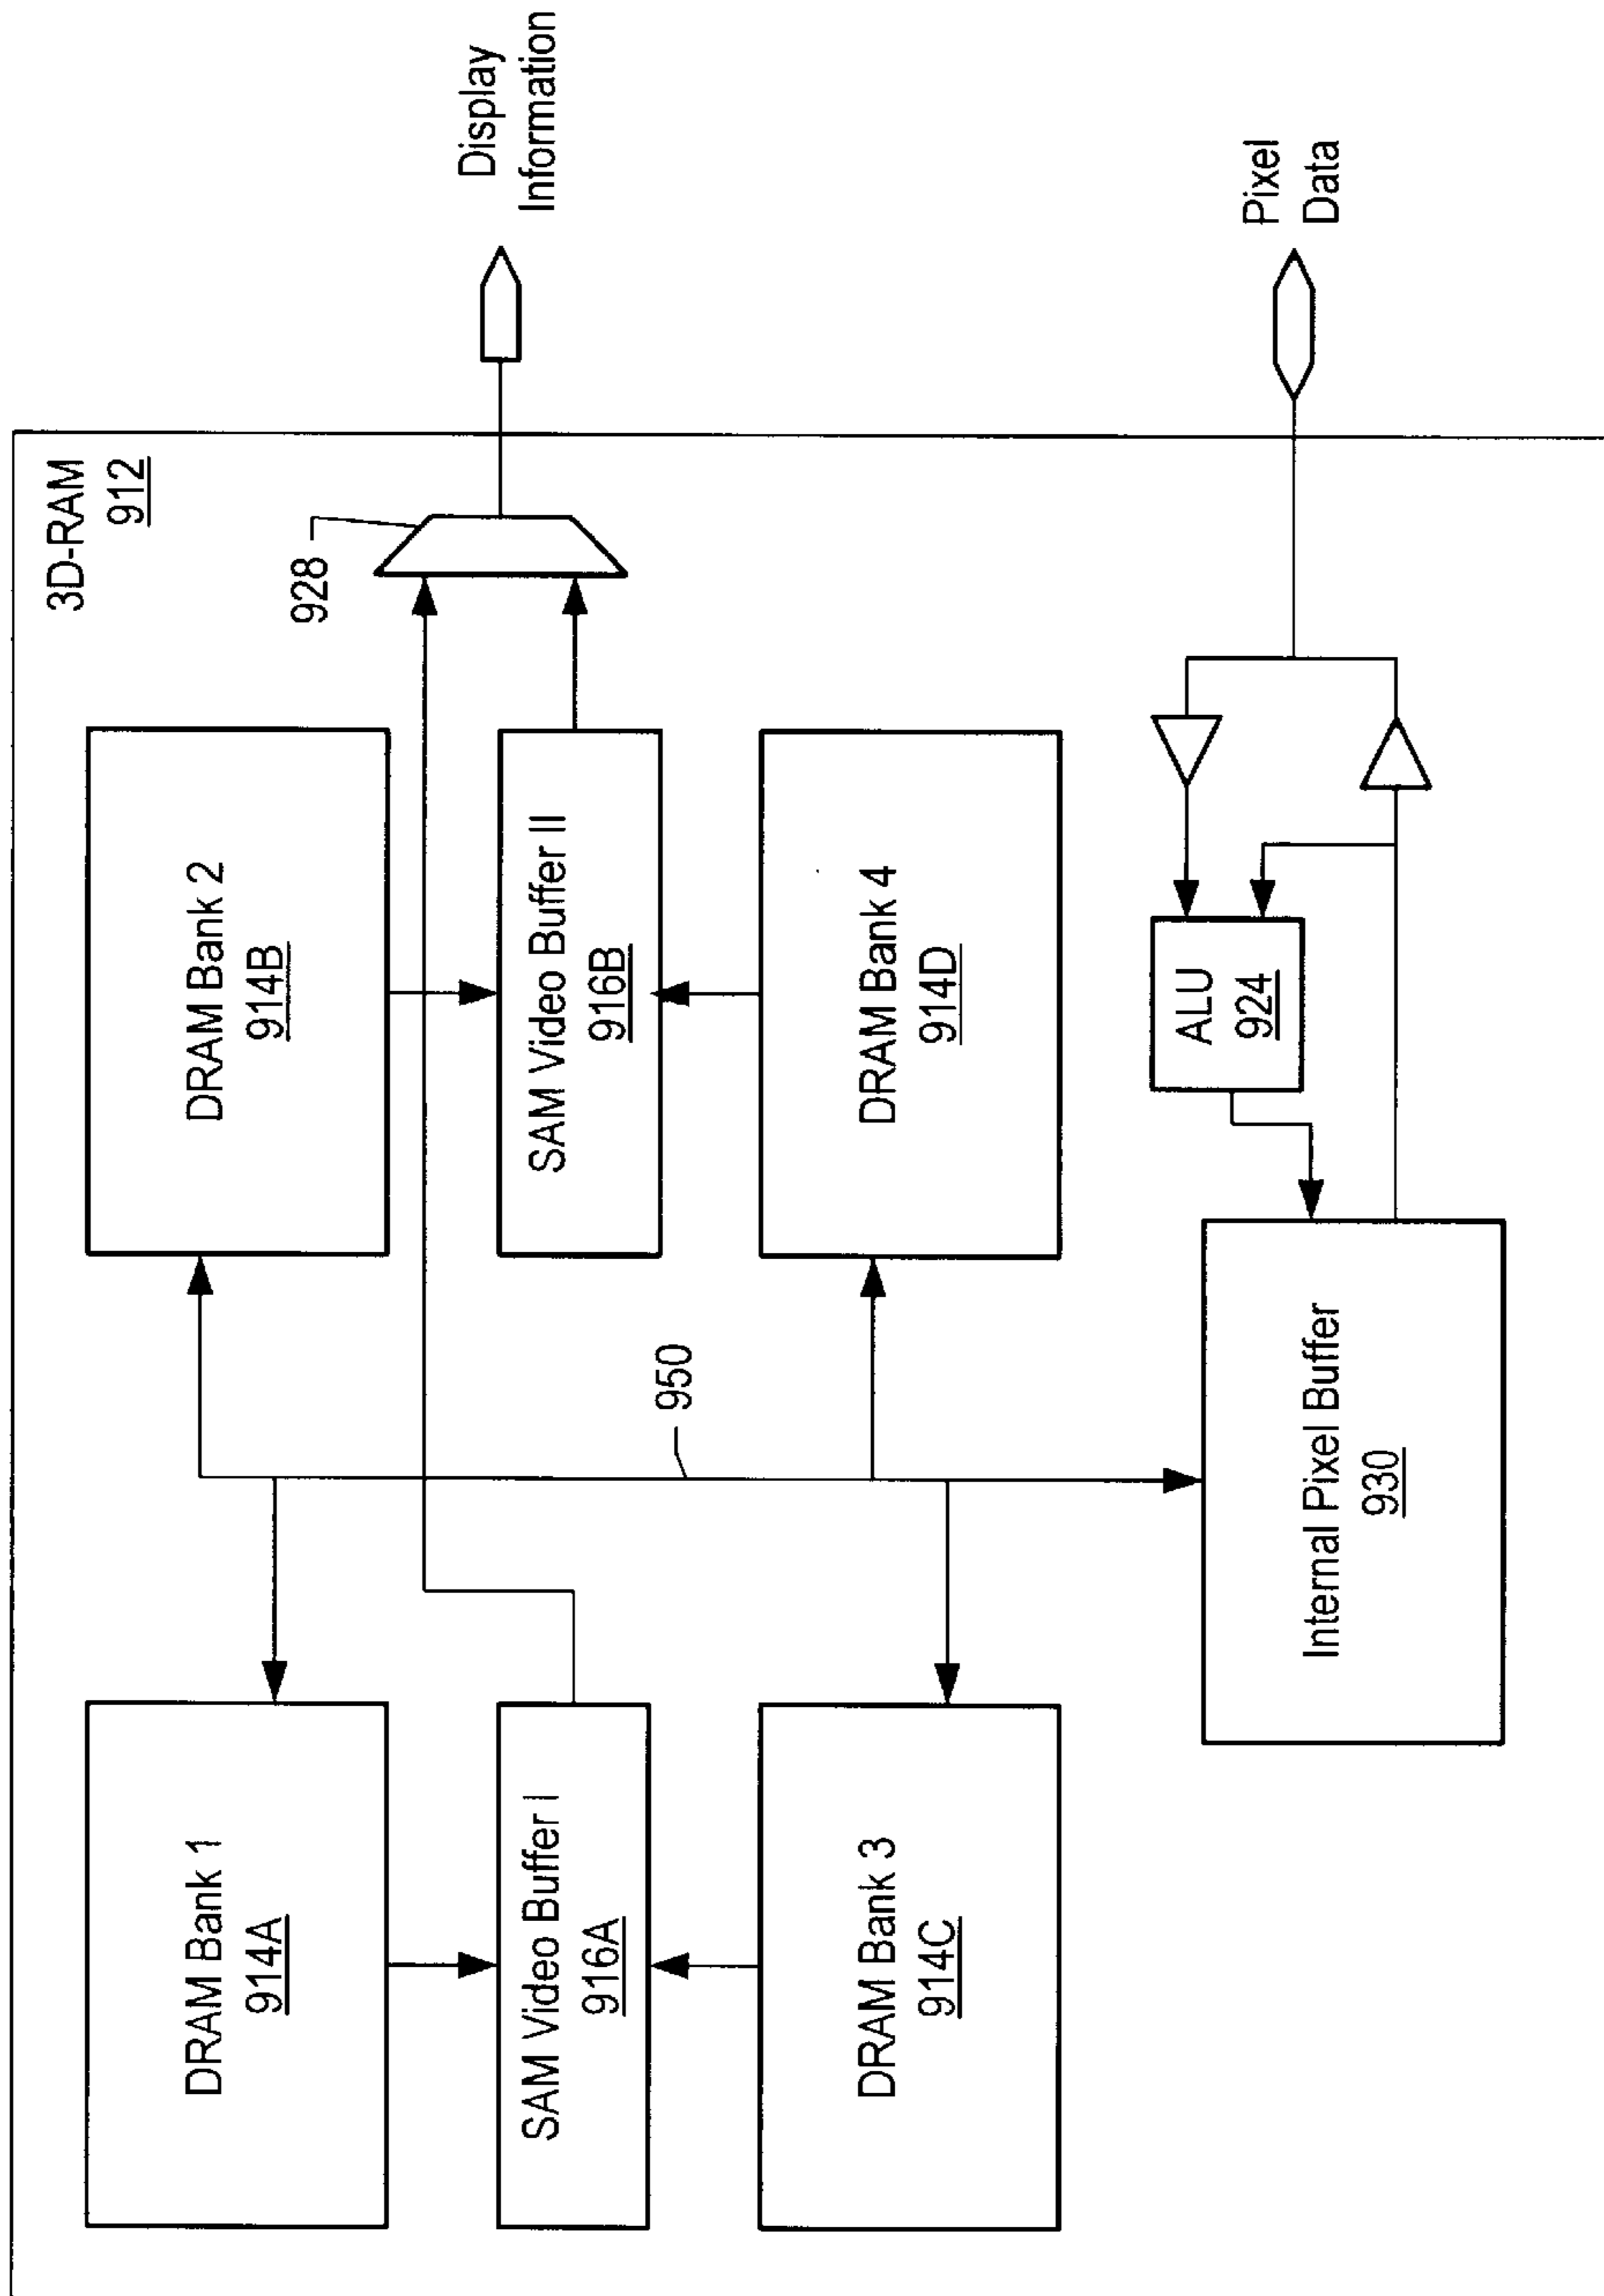 3D-RAM
912
DRAM Bank 1
914A
DRAM Bank 2
914B
928
Display
Information
SAM Video Buffer I
916A
SAM Video Buffer II
916B
950
DRAM Bank 3
914C
DRAM Bank 4
914D
ALU
924
Pixel
Data
Internal Pixel Buffer
930